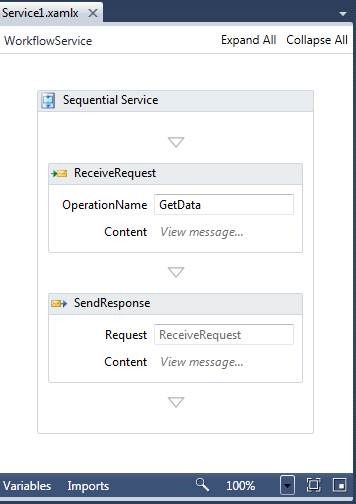 Service1.xamlx
WorkflowService Expand All Collapse All
Sequential Service
ReceiveRequest
OperationName GetData
Content View message...
SendResponse
Request ReceiveRequest
Content View message...
Variables Imports 100%